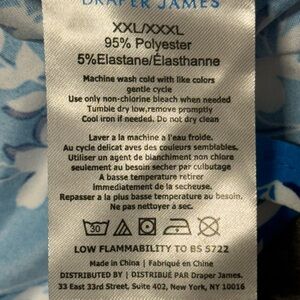 DRAPER JAMES
XXL/XXXL
95% Polyester
5%Elastane/Élasthanne
Machine wash cold with like colors
gentle cycle
Use only non-chlorine bleach when needed
Tumble dry low,remove promptly
Cool iron if needed. Do not dry clean
Laver a la machine a l'eau froide.
Au cycle delicat aves des couleurs semblables.
Utiliser un agent de blanchiment non chlore
seulement au besoin secher par culbutage
A basse temperature retirer
immediatement de la secheuse.
Repasser a la plus basse temperature au besoin.
Ne pas nettoyer a sec.
30
LOW FLAMMABILITY TO BS 5722
Made in China | Fabriqué en China
DISTRIBUTED BY | DISTRIBUÉ PAR Draper James.
33 East 33rd Street, Suite 402, New York, NY 10016